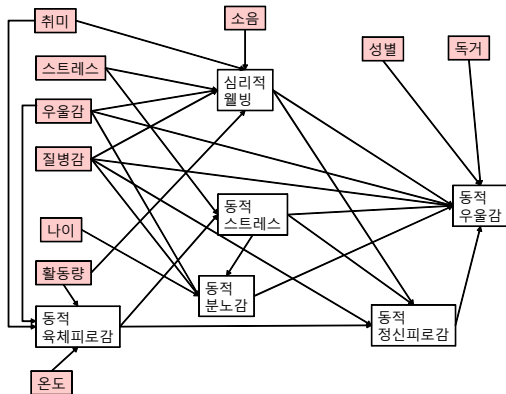 취미
소음
성별
독거
스트레스
심리적
웰빙
우울감
질병감
동적
우울감
동적
스트레스
나이
활동량
동적
분노감
동적
육체피로감
동적
정신피로감
온도